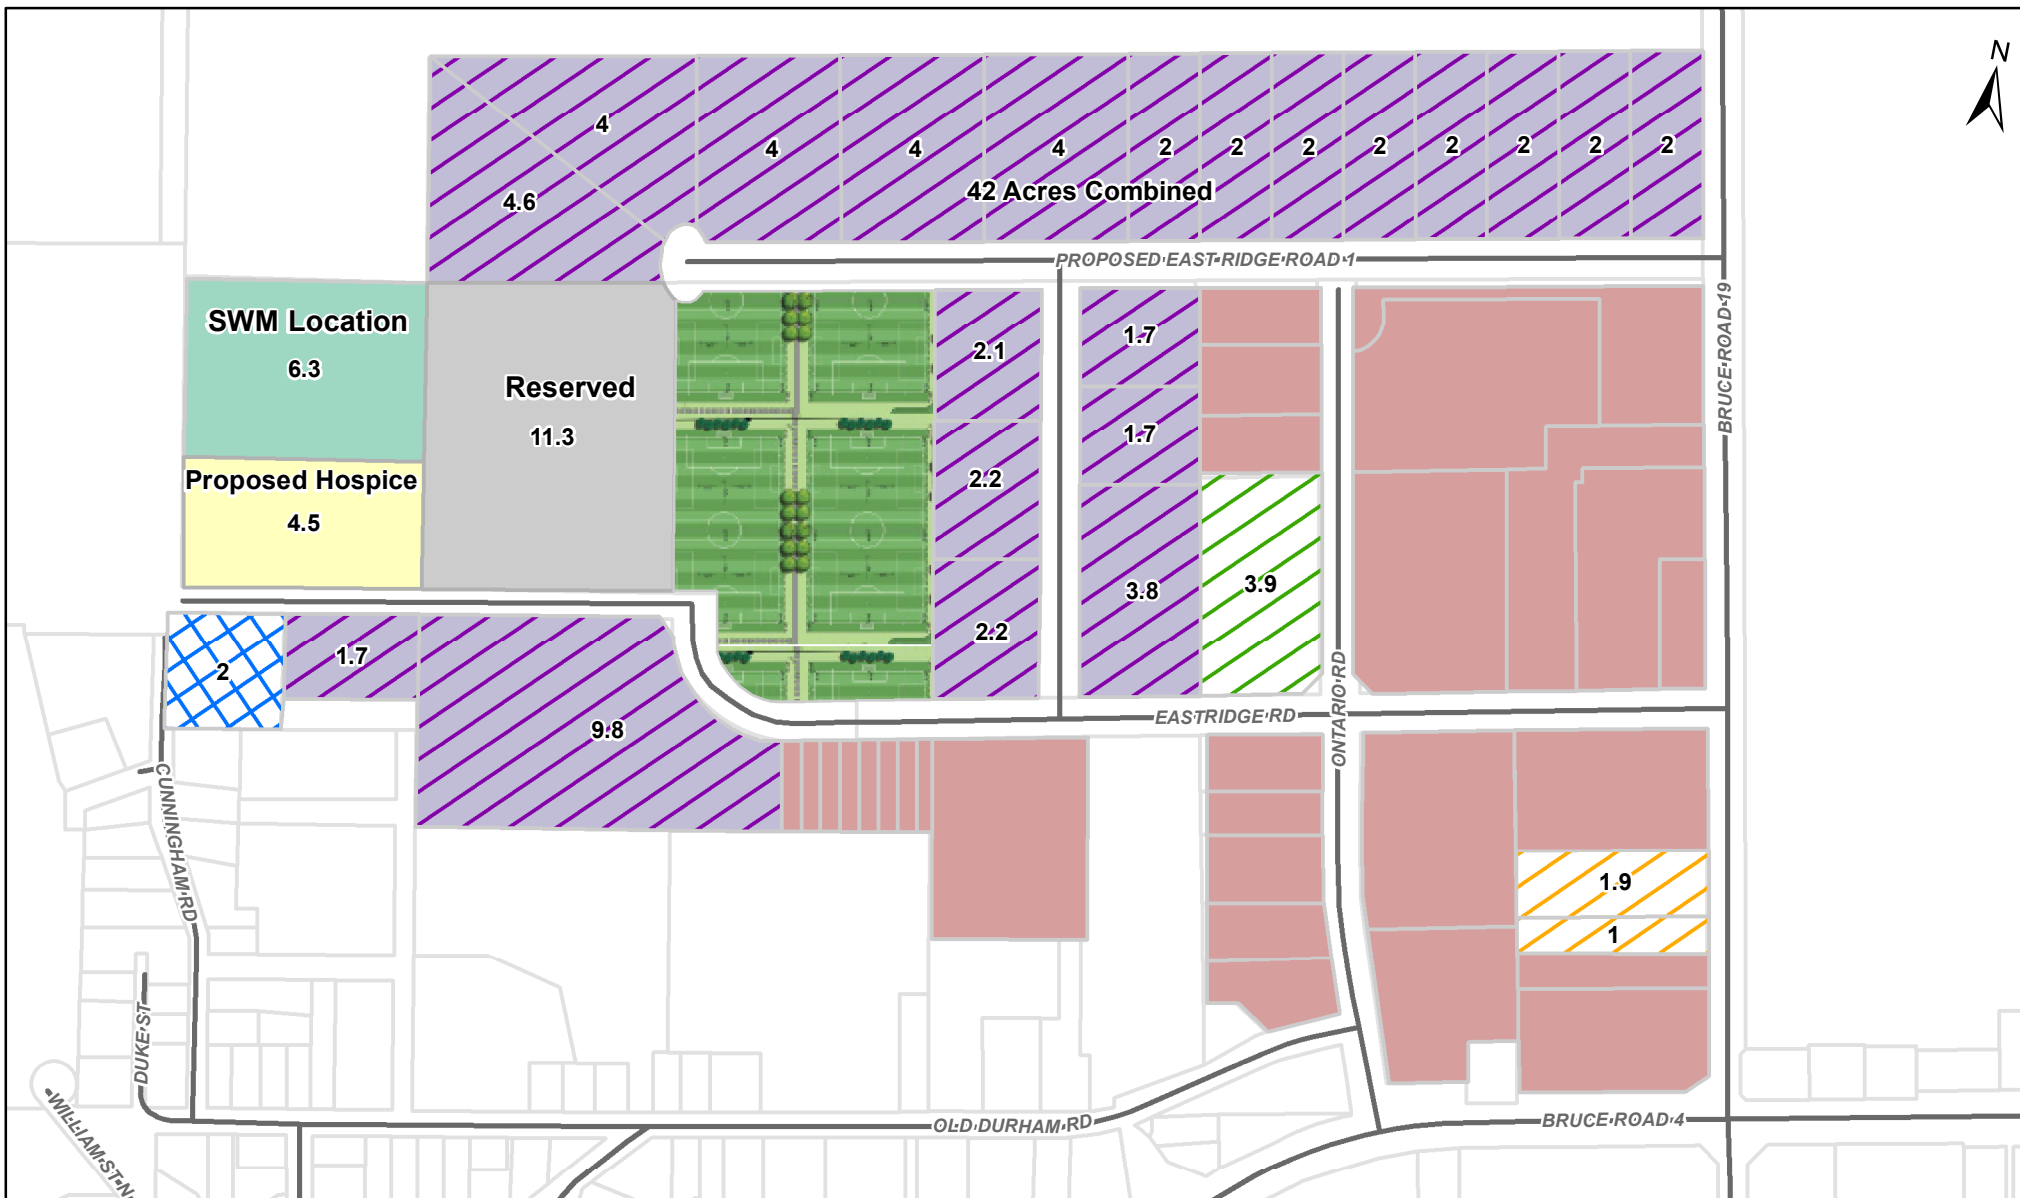 N
4
4
4
4
2
2
2
2
2
2
2
2
4.6
42 Acres Combined
PROPOSED EAST RIDGE ROAD 1
BRUCE ROAD 19
SWM Location
6.3
Reserved
11.3
2.1
1.7
1.7
2.2
Proposed Hospice
4.5
3.8
3.9
2.2
2
1.7
9.8
EASTRIDGE RD
ONTARIO RD
CUNNINGHAM RD
1.9
1
DUKE ST
WILLIAM ST N
OLD DURHAM RD
BRUCE ROAD 4